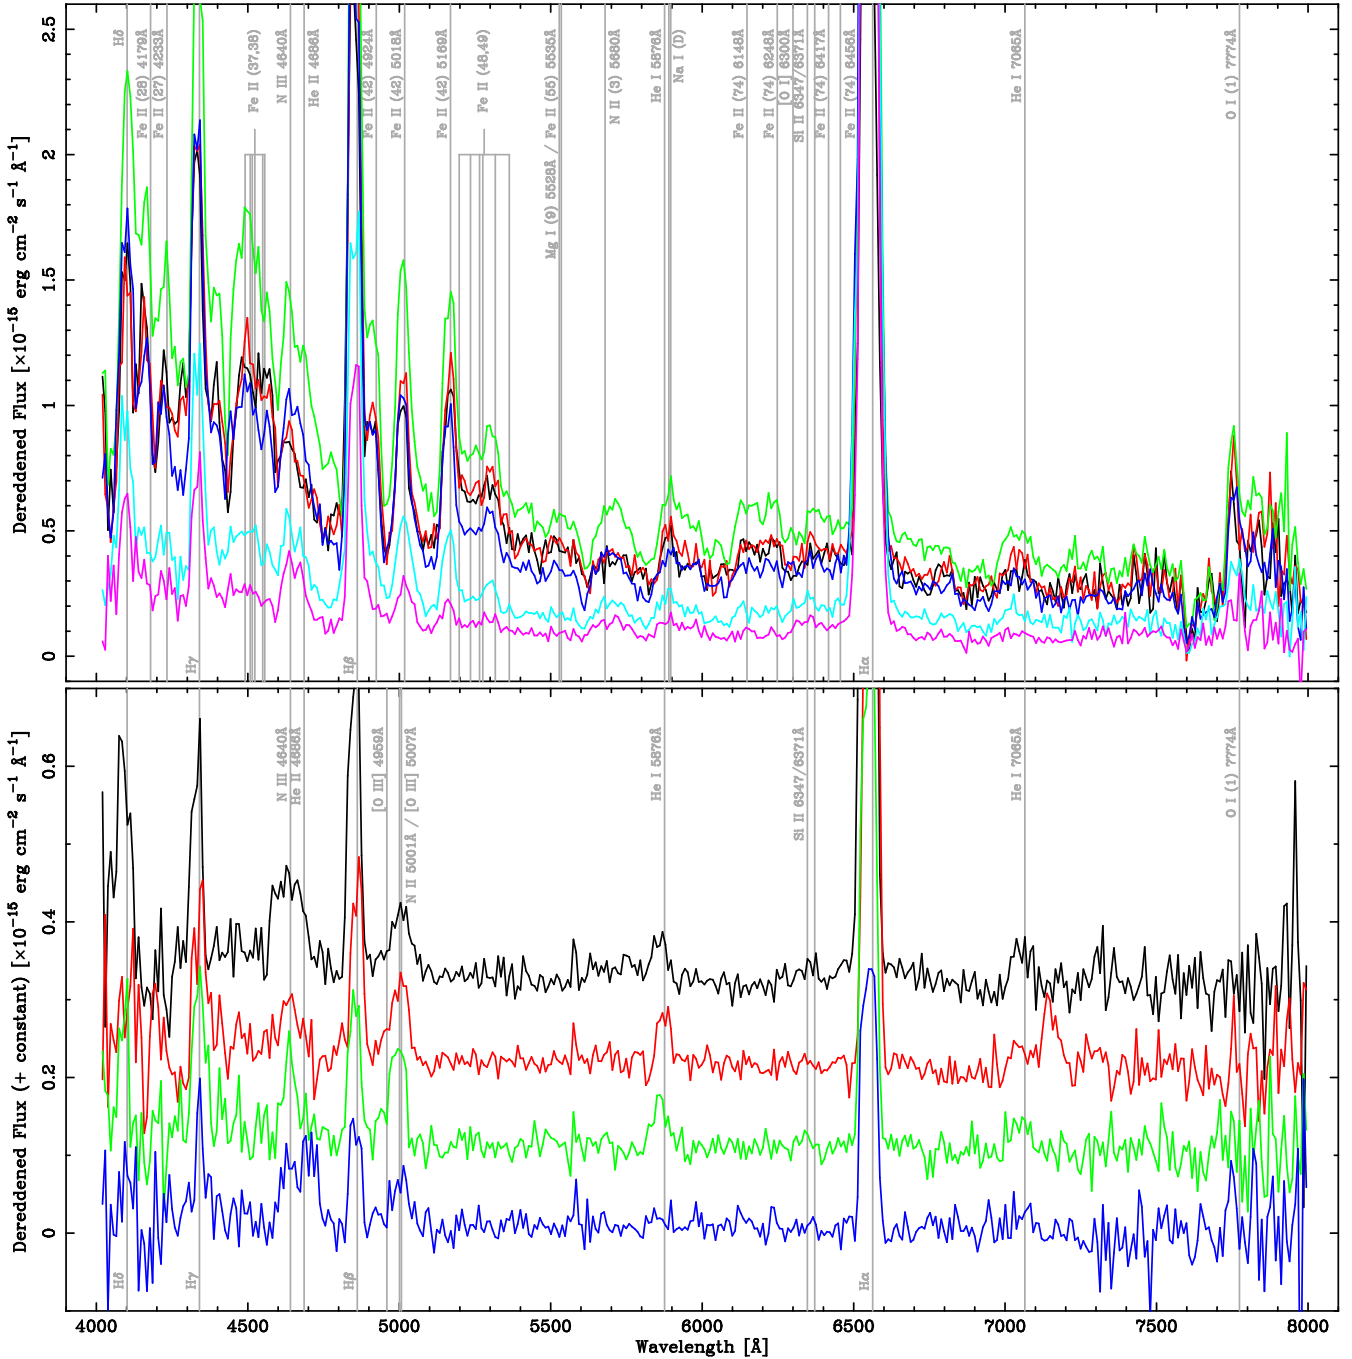 Dereddened Flux [×10⁻¹⁵ erg cm⁻² s⁻¹ Å⁻¹]
2.5
2
1.5
1
0.5
0
Hδ
Fe II (28) 4179Å
Fe II (27) 4233Å
Hγ
Fe II (37,38)
N III 4640Å
He II 4686Å
Hβ
Fe II (42) 4924Å
Fe II (42) 5018Å
Fe II (42) 5169Å
Fe II (48,49)
Mg I (9) 5528Å / Fe II (55) 5535Å
N II (3) 5680Å
He I 5876Å
Na I (D)
Fe II (74) 6148Å
Fe II (74) 6248Å
[O I] 6300Å
Si II 6347/6371Å
Fe II (74) 6417Å
Fe II (74) 6456Å
Hα
He I 7065Å
O I (1) 7774Å
Dereddened Flux (+ constant) [×10⁻¹⁵ erg cm⁻² s⁻¹ Å⁻¹]
0.6
0.4
0.2
0
Hδ
Hγ
N III 4640Å
He II 4686Å
Hβ
[O III] 4959Å
N II 5001Å / [O III] 5007Å
He I 5876Å
Si II 6347/6371Å
Hα
He I 7065Å
O I (1) 7774Å
4000 4500 5000 5500 6000 6500 7000 7500 8000
Wavelength [Å]